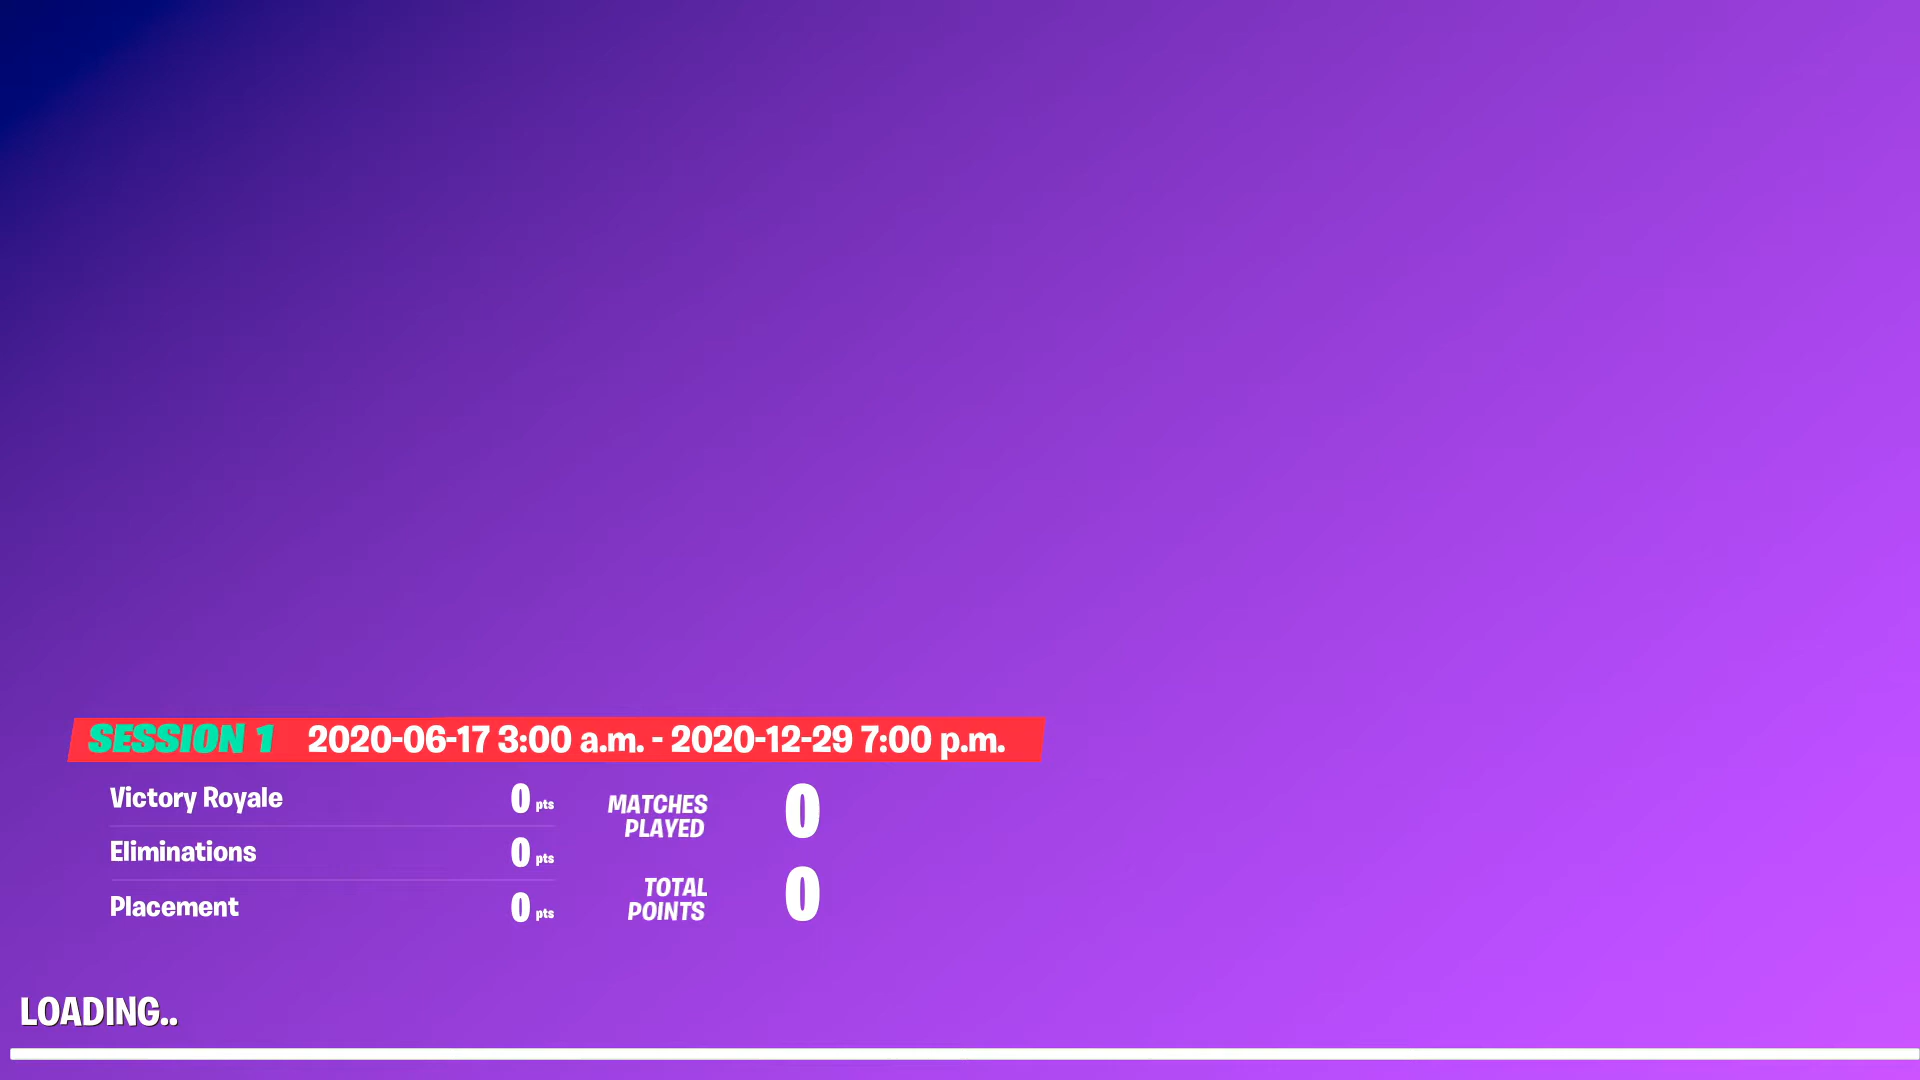 SESSION 1 2020-06-17 3:00 a.m. - 2020-12-29 7:00 p.m.
Victory Royale 0 pts
Eliminations 0 pts
Placement 0 pts
MATCHES
PLAYED 0
TOTAL
POINTS 0
LOADING..